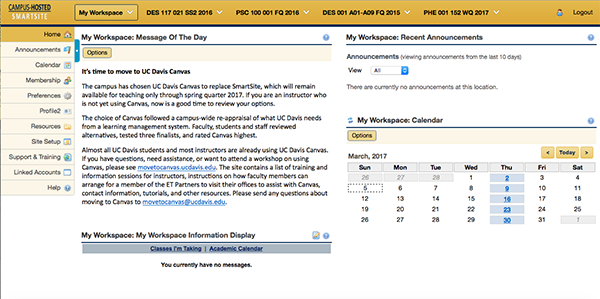 CAMPUS-HOSTED
SMARTSITE
My Workspace
DES 117 021 SS2 2016
PSC 100 001 FQ 2016
DES 001 A01-A09 FQ 2015
PHE 001 152 WQ 2017
Logout
Home
Announcements
Calendar
Membership
Preferences
Profile2
Resources
Site Setup
Support & Training
Linked Accounts
Help
My Workspace: Message Of The Day
Options
It's time to move to UC Davis Canvas
The campus has chosen UC Davis Canvas to replace SmartSite, which will remain
available for teaching only through spring quarter 2017. If you are an instructor who
is not yet using Canvas, now is a good time to review your options.
The choice of Canvas followed a campus-wide re-appraisal of what UC Davis needs
from a learning management system. Faculty, students and staff reviewed
alternatives, tested three finalists, and rated Canvas highest.
Almost all UC Davis students and most instructors are already using UC Davis Canvas.
If you have questions, need assistance, or want to attend a workshop on using
Canvas, please see movetocanvas.ucdavis.edu. The site contains a list of training and
information sessions for instructors, instructions on how faculty members can
arrange for a member of the ET Partners to visit their offices to assist with Canvas,
contact information, tutorials, and other resources. Please send any questions about
moving to Canvas to movetocanvas@ucdavis.edu.
My Workspace: My Workspace Information Display
Classes I'm Taking | Academic Calendar
You currently have no messages.
My Workspace: Recent Announcements
Announcements (viewing announcements from the last 10 days)
View All
There are currently no announcements at this location.
My Workspace: Calendar
Options
< Today >
March, 2017
Sun Mon Tue Wed Thu Fri Sat
26 27 28 1 2 3 4
5 6 7 8 9 10 11
12 13 14 15 16 17 18
19 20 21 22 23 24 25
26 27 28 29 30 31 1